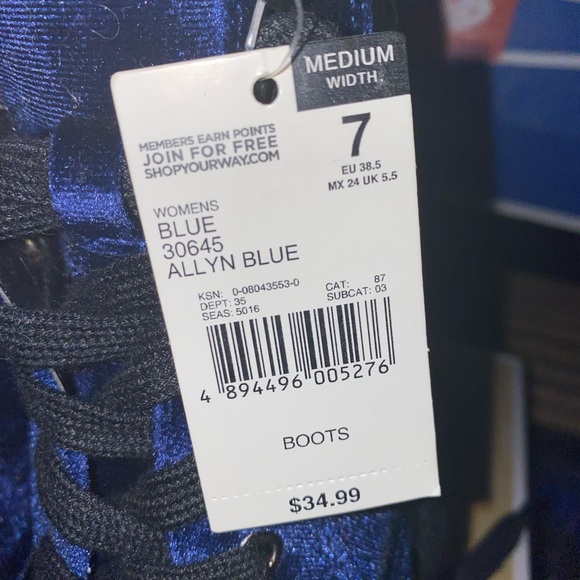 MEDIUM
WIDTH
7
EU 38.5
MX 24 UK 5.5
MEMBERS EARN POINTS
JOIN FOR FREE
SHOPYOURWAY.COM
WOMENS
BLUE
30645
ALLYN BLUE
KSN: 0-08043553-0
DEPT: 35
SEAS: 5016
CAT: 87
SUBCAT: 03
4 894496 005276
BOOTS
$34.99